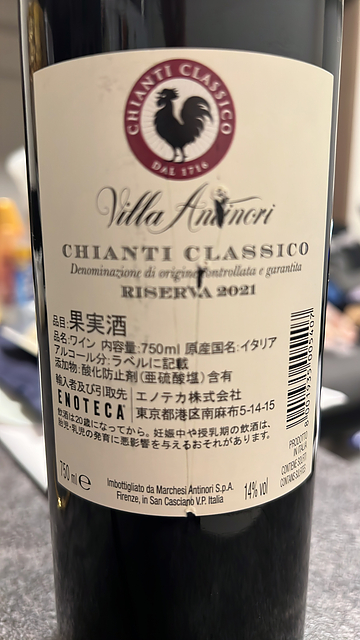 CHIANTI CLASSICO
DAL 1716
Villa Antinori
CHIANTI CLASSICO
Denominazione di origine controllata e garantita
RISERVA 2021
品目:果実酒
品名:ワイン 内容量:750ml 原産国名:イタリア
アルコール分:ラベルに記載
添加物:酸化防止剤(亜硫酸塩)含有
輸入者及び引取先 エノテカ株式会社
ENOTECA 東京都港区南麻布5-14-15
飲酒は20歳になってから。妊娠中や授乳期の飲酒は、
胎児・乳児の発育に悪影響を与えるおそれがあります。
750 ml e
Imbottigliato da Marchesi Antinori S.p.A.
Firenze, in San Casciano V.P. Italia
14% vol
PRODOTTO
IN ITALIA